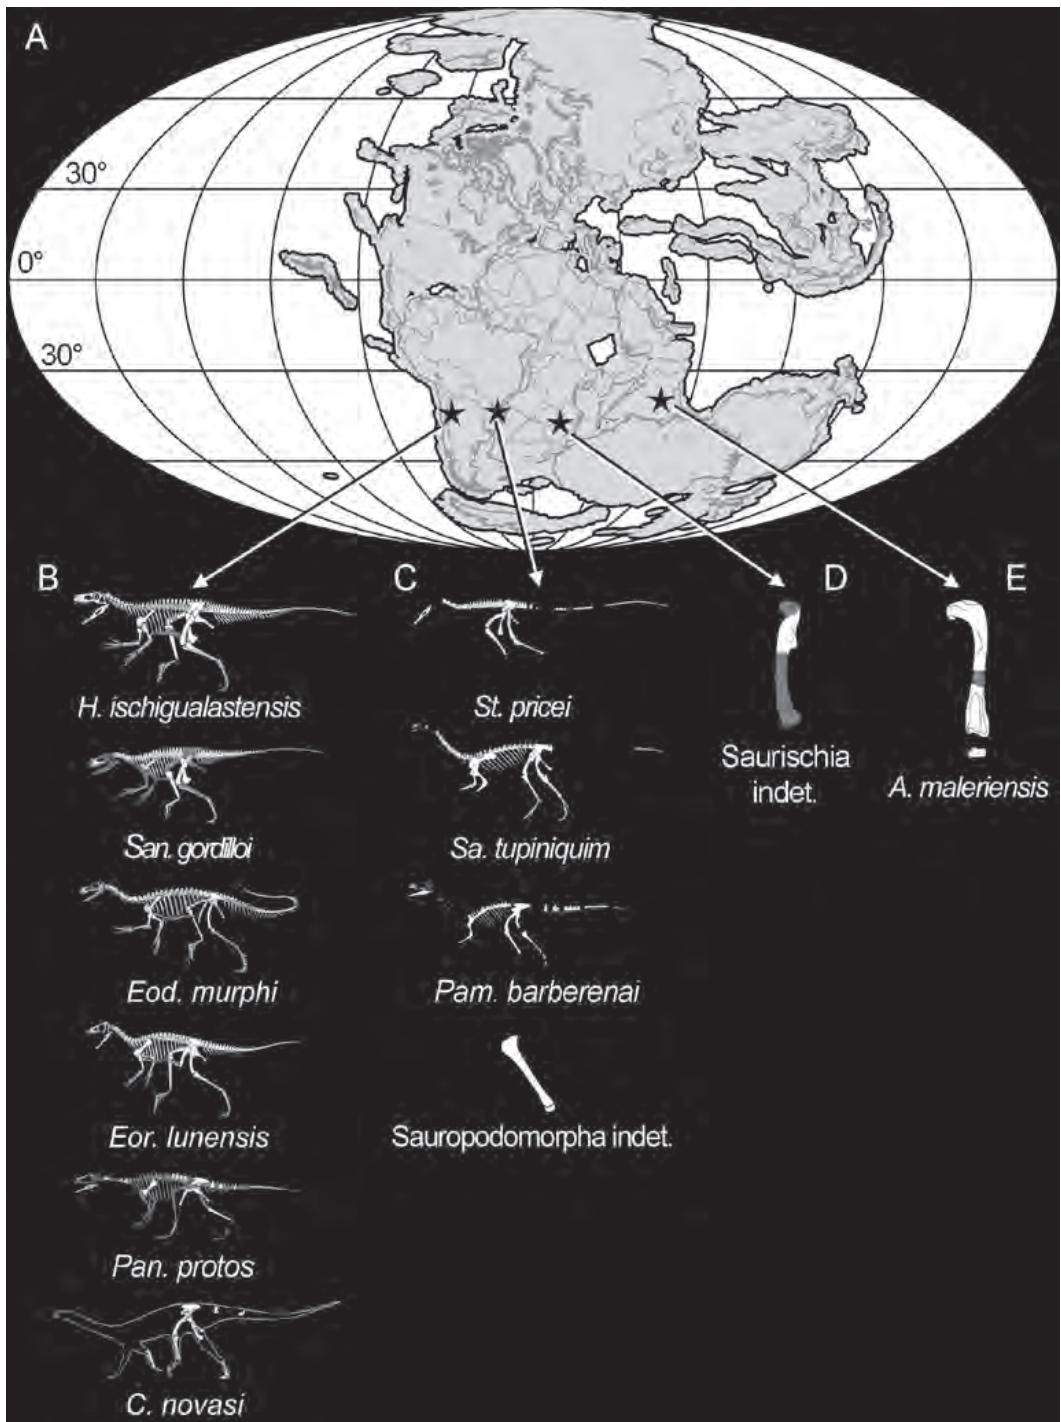 A
30°
0°
30°
B
C
D
E
H. ischigualastensis
St. pricei
Saurischia
indet.
A. maleriensis
San. gordilloi
Sa. tupiniquim
Eod. murphi
Pam. barberenai
Eor. lunensis
Sauropodomorpha indet.
Pan. protos
C. novasi